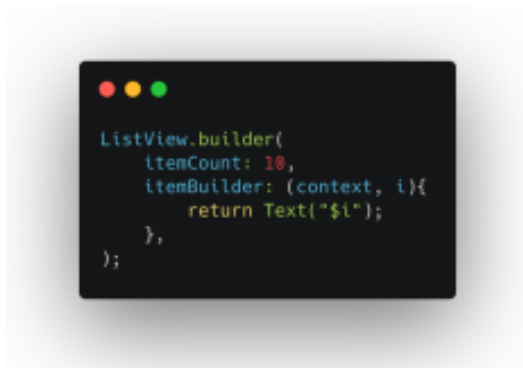 ListView.builder(
itemCount: 10,
itemBuilder: (context, i){
return Text("$i");
},
);